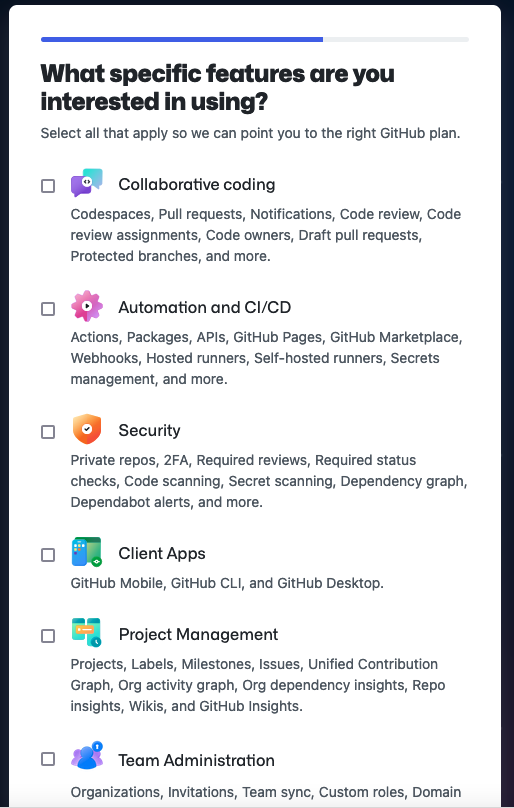 What specific features are you
interested in using?
Select all that apply so we can point you to the right GitHub plan.
Collaborative coding
Codespaces, Pull requests, Notifications, Code review, Code
review assignments, Code owners, Draft pull requests,
Protected branches, and more.
Automation and CI/CD
Actions, Packages, APIs, GitHub Pages, GitHub Marketplace,
Webhooks, Hosted runners, Self-hosted runners, Secrets
management, and more.
Security
Private repos, 2FA, Required reviews, Required status
checks, Code scanning, Secret scanning, Dependency graph,
Dependabot alerts, and more.
Client Apps
GitHub Mobile, GitHub CLI, and GitHub Desktop.
Project Management
Projects, Labels, Milestones, Issues, Unified Contribution
Graph, Org activity graph, Org dependency insights, Repo
insights, Wikis, and GitHub Insights.
Team Administration
Organizations, Invitations, Team sync, Custom roles, Domain